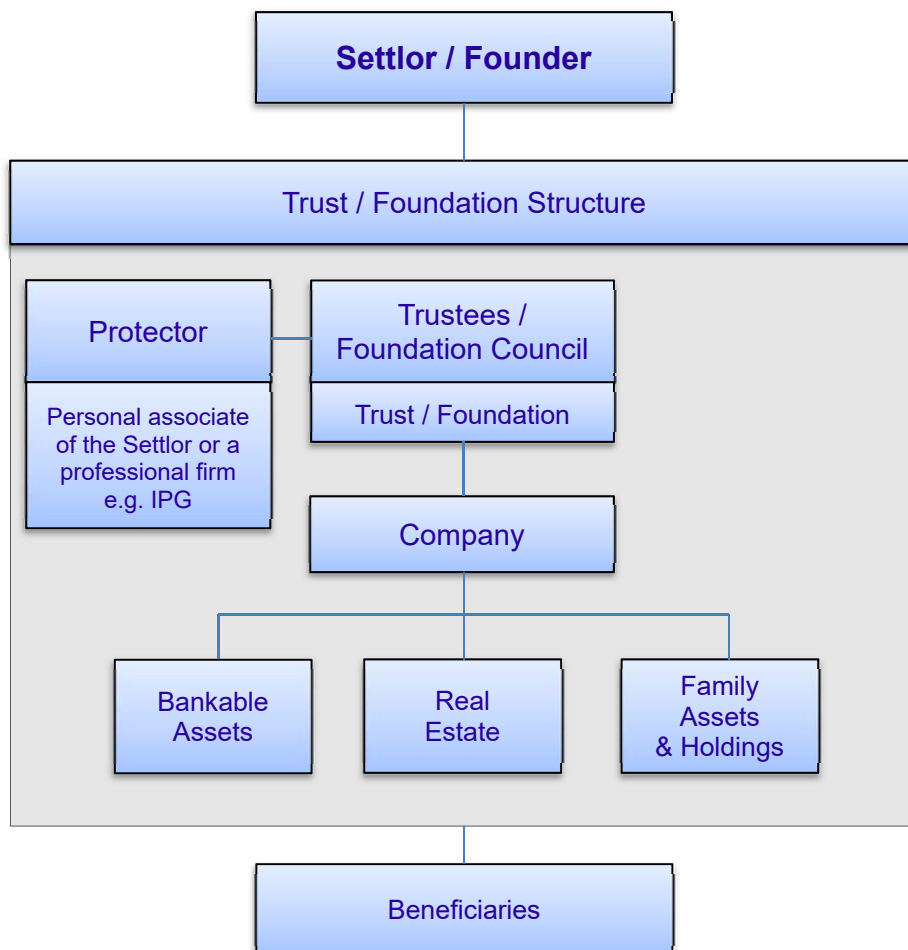 Settlor / Founder
Trust / Foundation Structure
Protector
Personal associate
of the Settlor or a
professional firm
e.g. IPG
Trustees /
Foundation Council
Trust / Foundation
Company
Bankable
Assets
Real
Estate
Family
Assets
& Holdings
Beneficiaries